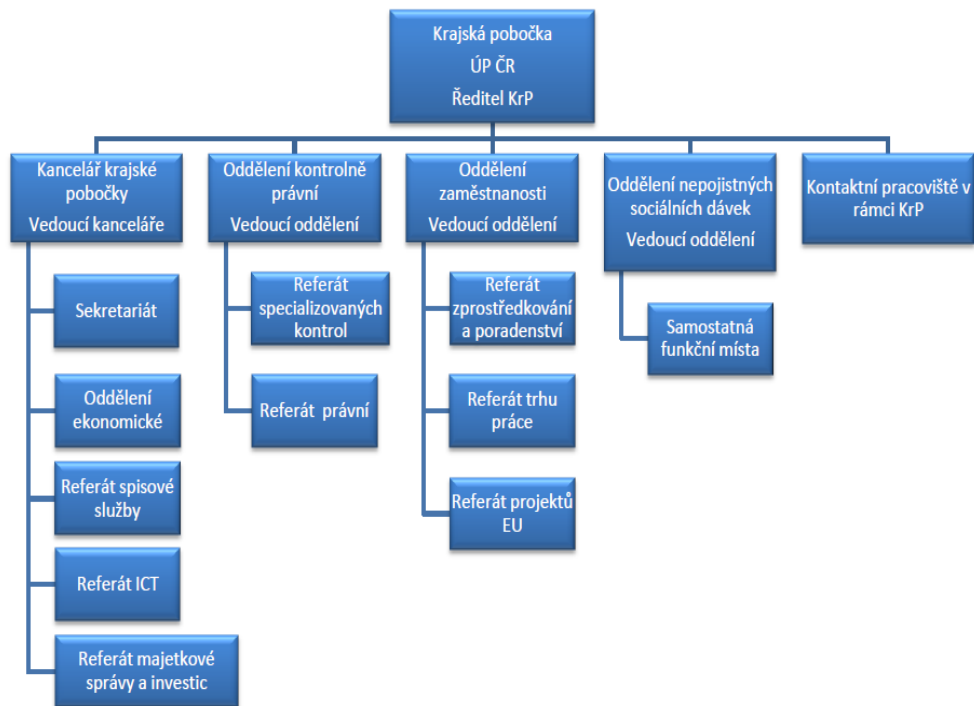 Krajská pobočka
ÚP ČR
Ředitel KrP
Kancelář krajské
pobočky
Vedoucí kanceláře
Oddělení kontrolně
právní
Vedoucí oddělení
Oddělení
zaměstnanosti
Vedoucí oddělení
Oddělení nepojistných
sociálních dávek
Vedoucí oddělení
Kontaktní pracoviště v
rámci KrP
Sekretariát
Oddělení
ekonomické
Referát spisové
služby
Referát ICT
Referát majetkové
správy a investic
Referát
specializovaných
kontrol
Referát právní
Referát
zprostředkování
a poradenství
Referát trhu
práce
Referát projektů
EU
Samostatná
funkční místa